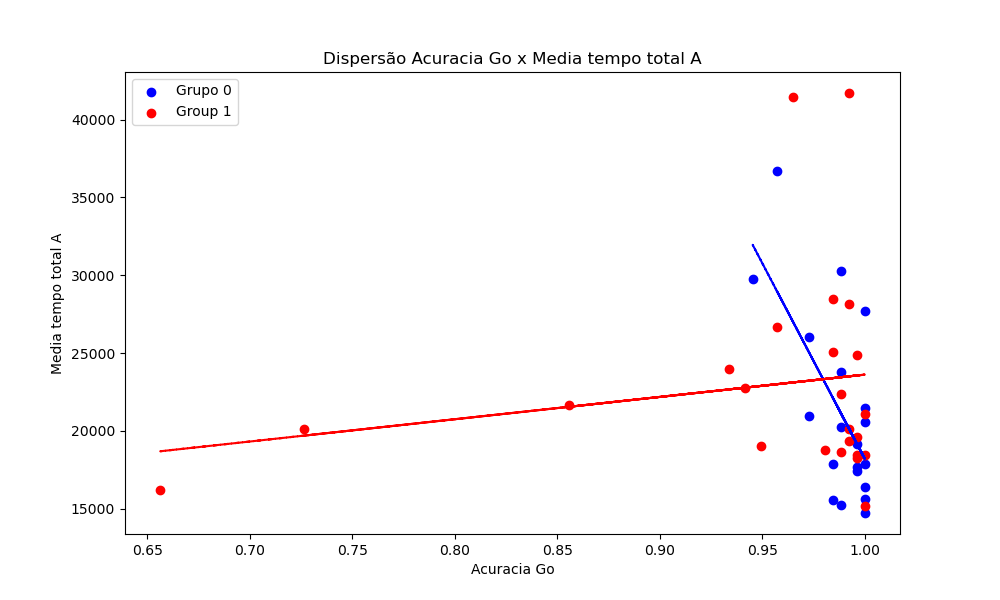 Dispersão Acuracia Go x Media tempo total A
Grupo 0
Group 1
Media tempo total A
40000
35000
30000
25000
20000
15000
0.65
0.70
0.75
0.80
0.85
0.90
0.95
1.00
Acuracia Go